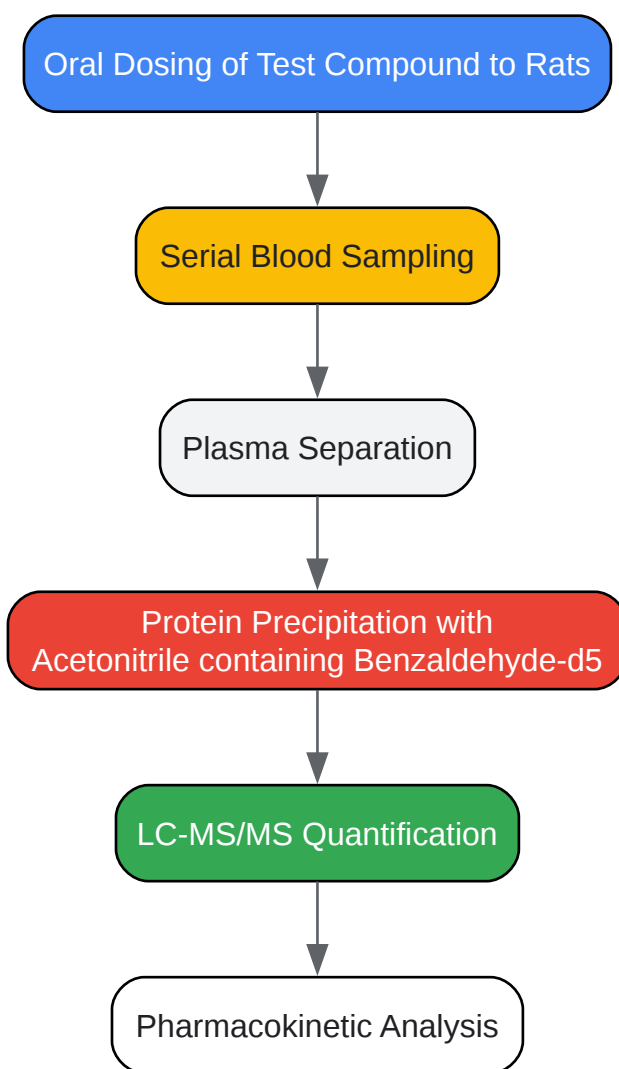 Oral Dosing of Test Compound to Rats
Serial Blood Sampling
Plasma Separation
Protein Precipitation with
Acetonitrile containing Benzaldehyde-d5
LC-MS/MS Quantification
Pharmacokinetic Analysis